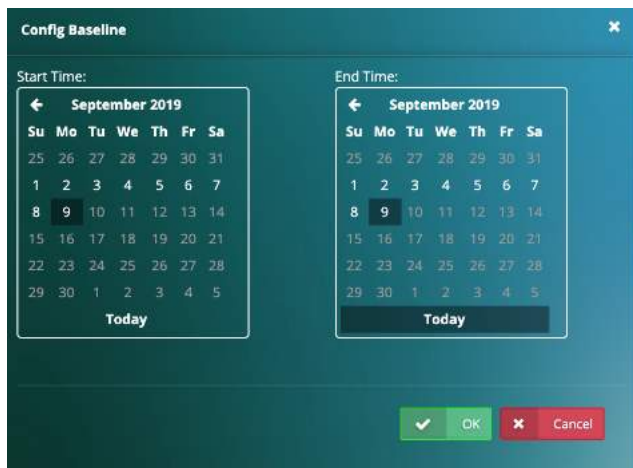 Config Baseline
Start Time:
September 2019
Su Mo Tu We Th Fr Sa
25 26 27 28 29 30 31
1 2 3 4 5 6 7
8 9 10 11 12 13 14
15 16 17 18 19 20 21
22 23 24 25 26 27 28
29 30 1 2 3 4 5
Today
End Time:
September 2019
Su Mo Tu We Th Fr Sa
25 26 27 28 29 30 31
1 2 3 4 5 6 7
8 9 10 11 12 13 14
15 16 17 18 19 20 21
22 23 24 25 26 27 28
29 30 1 2 3 4 5
Today
OK
Cancel